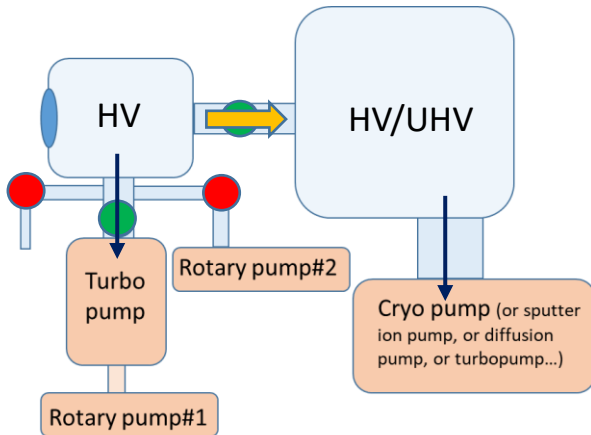 HV
HV/UHV
Turbo
pump
Rotary pump#2
Rotary pump#1
Cryo pump (or sputter
ion pump, or diffusion
pump, or turbopump…)